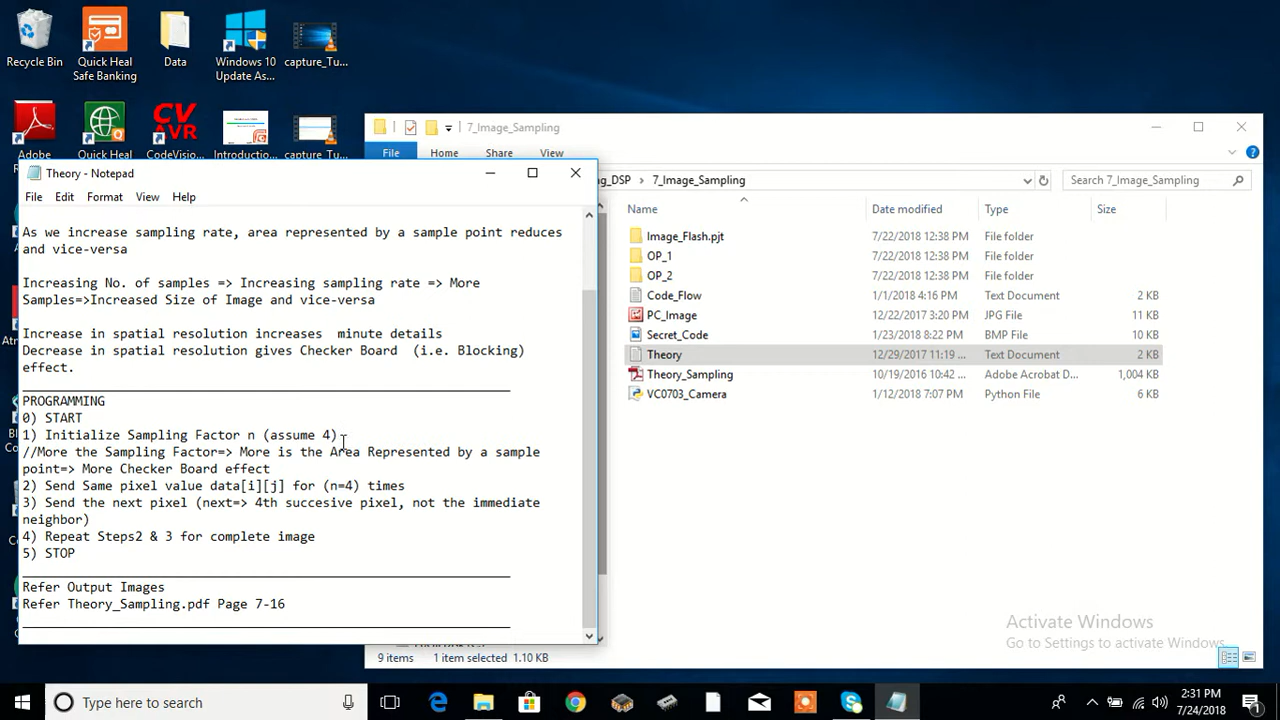 Recycle Bin
Quick Heal
Safe Banking
Data
Windows 10
Update As...
capture_Tu...
Adobe
R
Quick Heal
CV
AVR
CodeVision
Introduction
capture_Tu...
7_Image_Sampling
File
Home
Share
View
g_DSP > 7_Image_Sampling
Search 7_Image_Sampling
Name
Date modified
Type
Size
Image_Flash.pjt
7/22/2018 12:38 PM
File folder
OP_1
7/22/2018 12:38 PM
File folder
OP_2
7/22/2018 12:38 PM
File folder
Code_Flow
1/1/2018 4:16 PM
Text Document
2 KB
PC_Image
12/22/2017 3:20 PM
JPG File
11 KB
Secret_Code
1/23/2018 8:22 PM
BMP File
10 KB
Theory
12/29/2017 11:19 ...
Text Document
2 KB
Theory_Sampling
10/19/2016 10:42 ...
Adobe Acrobat D...
1,004 KB
VC0703_Camera
1/12/2018 7:07 PM
Python File
6 KB
9 items
1 item selected 1.10 KB
Theory - Notepad
File
Edit
Format
View
Help
As we increase sampling rate, area represented by a sample point reduces
and vice-versa
Increasing No. of samples => Increasing sampling rate => More
Samples=>Increased Size of Image and vice-versa
Increase in spatial resolution increases  minute details
Decrease in spatial resolution gives Checker Board  (i.e. Blocking)
effect.
PROGRAMMING
0) START
1) Initialize Sampling Factor n (assume 4)
//More the Sampling Factor=> More is the Area Represented by a sample
point=> More Checker Board effect
2) Send Same pixel value data[i][j] for (n=4) times
3) Send the next pixel (next=> 4th succesive pixel, not the immediate
neighbor)
4) Repeat Steps2 & 3 for complete image
5) STOP
Refer Output Images
Refer Theory_Sampling.pdf Page 7-16
Activate Windows
Go to Settings to activate Windows.
Type here to search
2:31 PM
7/24/2018